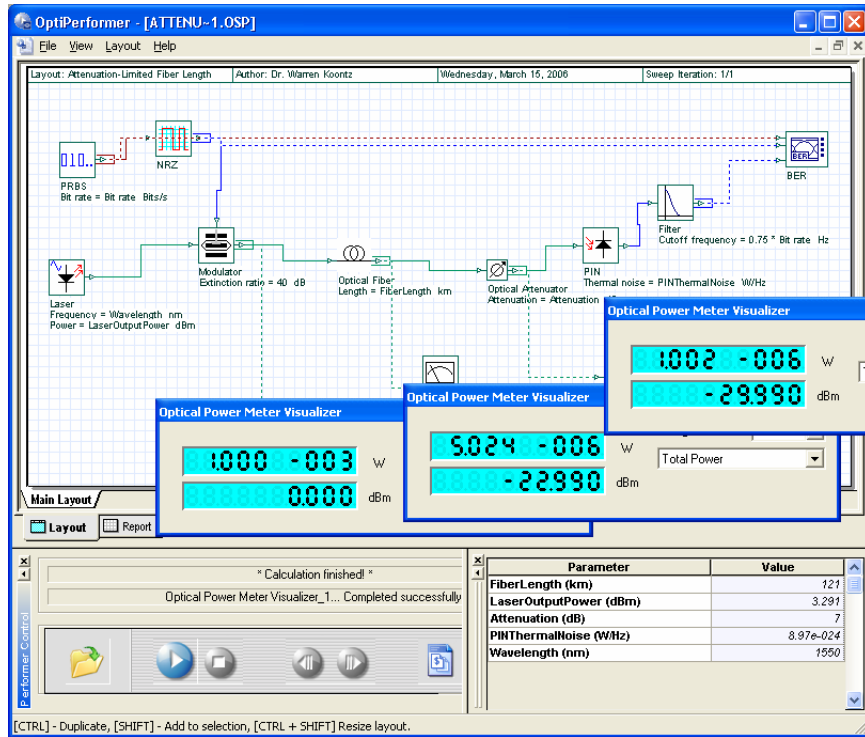 OptiPerformer - [ATTENU~1.OSP]
File View Layout Help
Layout: Attenuation-Limited Fiber Length
Author: Dr. Warren Koontz
Wednesday, March 15, 2006
Sweep Iteration: 1/1
010..
PRBS
Bit rate = Bit rate Bits/s
NRZ
BER
BER
Filter
Cutoff frequency = 0.75 * Bit rate Hz
Modulator
Extinction ratio = 40 dB
Optical Fiber
Length = FiberLength km
Optical Attenuator
Attenuation = Attenuation
PIN
Thermal noise = PINThermalNoise W/Hz
Laser
Frequency = Wavelength nm
Power = LaserOutputPower dBm
Optical Power Meter Visualizer
1.002 -006 W
-29.990 dBm
Optical Power Meter Visualizer
5.024 -006 W
-22.990 dBm
Total Power
Optical Power Meter Visualizer
1.000 -003 W
0.000 dBm
Main Layout
Layout Report
Performer Control
* Calculation finished! *
Optical Power Meter Visualizer_1... Completed successfully
Parameter Value
FiberLength (km) 121
LaserOutputPower (dBm) 3.291
Attenuation (dB) 7
PINThermalNoise (W/Hz) 8.97e-024
Wavelength (nm) 1550
[CTRL] - Duplicate, [SHIFT] - Add to selection, [CTRL + SHIFT] Resize layout.